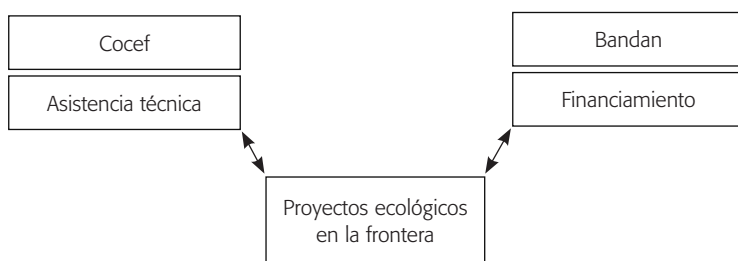 Cocef
Asistencia técnica
Bandan
Financiamiento
Proyectos ecológicos
en la frontera